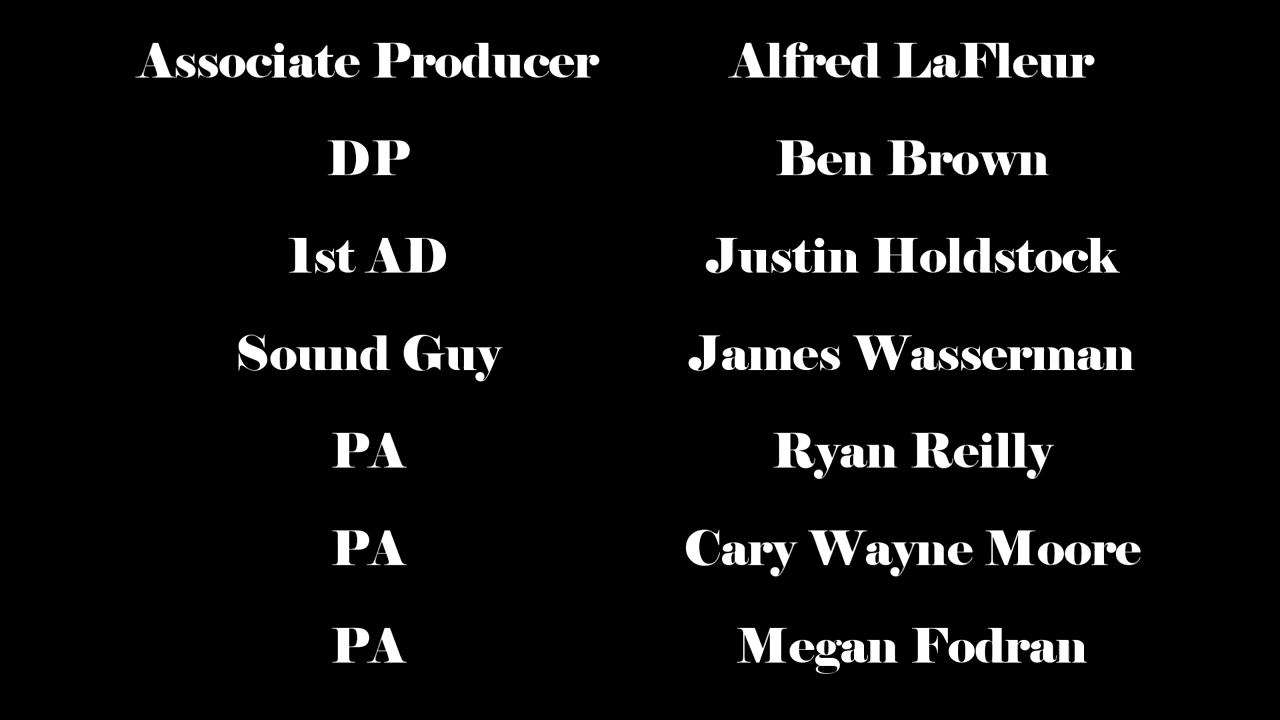 Associate Producer Alfred LaFleur
DP Ben Brown
1st AD Justin Holdstock
Sound Guy James Wasserman
PA Ryan Reilly
PA Cary Wayne Moore
PA Megan Fodran